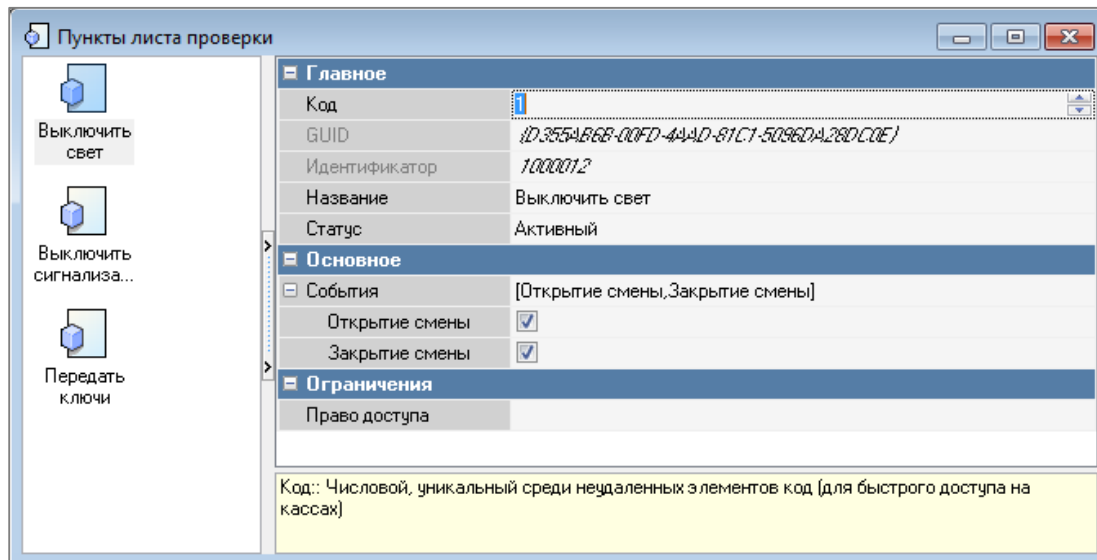 Пункты листа проверки
Выключить
свет
Выключить
сигнализа...
Передать
ключи
Главное
Код 1
GUID {D355AB6B-00FD-4AAD-81C1-5096DA28DC0E}
Идентификатор 1000012
Название Выключить свет
Статус Активный
Основное
События [Открытие смены,Закрытие смены]
Открытие смены
Закрытие смены
Ограничения
Право доступа
Код:: Числовой, уникальный среди неудаленных элементов код (для быстрого доступа на
кассах)